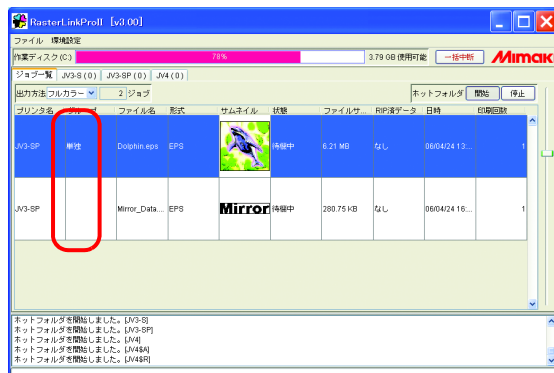 RasterLinkProII [v3.00]
ファイル 環境設定
作業ディスク(C:) 78% 3.79 GB 使用可能 一括中断 Mimaki
ジョブ一覧 JV3-S(0) JV3-SP(0) JV4(0)
出力方法 フルカラー 2 ジョブ ホットフォルダ 開始 停止
プリンタ名 グループ ファイル名 形式 サムネイル 状態 ファイルサ... RIP済データ 日時 印刷回数
JV3-SP 単独 Dolphin.eps EPS 待機中 6.21 MB なし 06/04/24 13:... 1
JV3-SP Mirror_Data.... EPS Mirror 待機中 280.75 KB なし 06/04/24 16:... 1
ホットフォルダを開始しました。[JV3-S]
ホットフォルダを開始しました。[JV3-SP]
ホットフォルダを開始しました。[JV4]
ホットフォルダを開始しました。[JV4$A]
ホットフォルダを開始しました。[JV4$R]